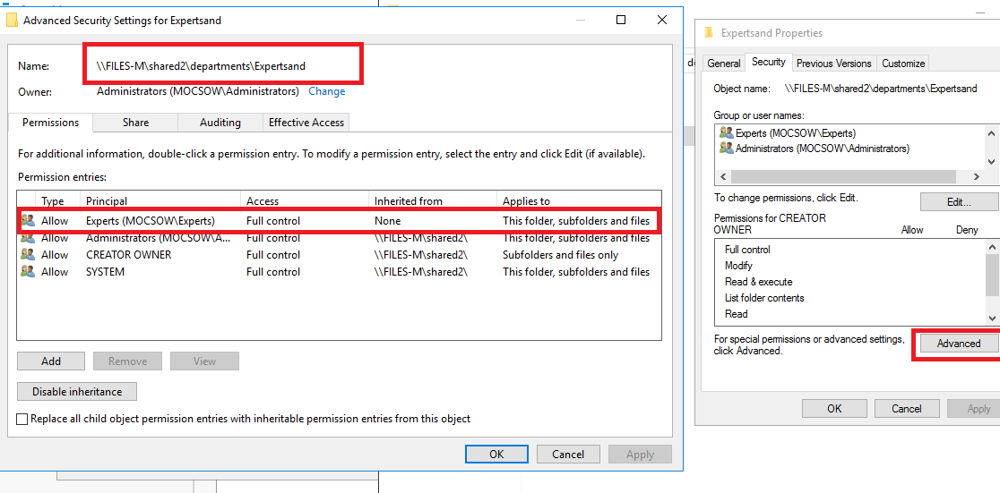 Advanced Security Settings for Expertsand
Name: \\FILES-M\shared2\departments\Expertsand
Owner: Administrators (MOCSOW\Administrators) Change
Permissions Share Auditing Effective Access
For additional information, double-click a permission entry. To modify a permission entry, select the entry and click Edit (if available).
Permission entries:
Type Principal Access Inherited from Applies to
Allow Experts (MOCSOW\Experts) Full control None This folder, subfolders and files
Allow Administrators (MOCSOW\A... Full control \\FILES-M\shared2\ This folder, subfolders and files
Allow CREATOR OWNER Full control \\FILES-M\shared2\ Subfolders and files only
Allow SYSTEM Full control \\FILES-M\shared2\ This folder, subfolders and files
Add Remove View
Disable inheritance
Replace all child object permission entries with inheritable permission entries from this object
OK Cancel Apply
de
Expertsand Properties
General Security Previous Versions Customize
Object name: \\FILES-M\shared2\departments\Expertsand
Group or user names:
Experts (MOCSOW\Experts)
Administrators (MOCSOW\Administrators)
To change permissions, click Edit.
Edit...
Permissions for CREATOR
OWNER Allow Deny
Full control
Modify
Read & execute
List folder contents
Read
For special permissions or advanced settings,
click Advanced.
Advanced
OK Cancel Apply